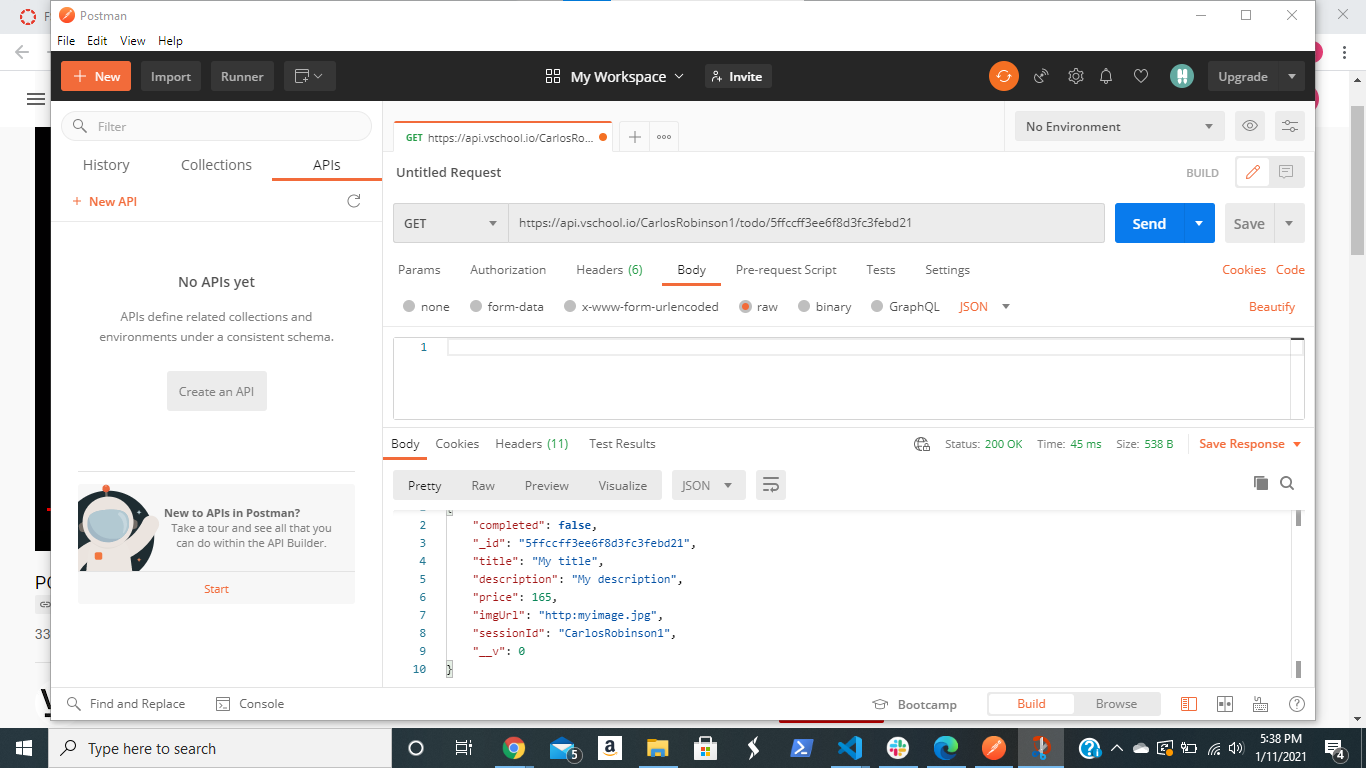 Postman
File Edit View Help
New Import Runner My Workspace Invite Upgrade
Filter
History Collections APIs
+ New API
No APIs yet
APIs define related collections and
environments under a consistent schema.
Create an API
New to APIs in Postman?
Take a tour and see all that you
can do within the API Builder.
Start
GET https://api.vschool.io/CarlosRo...
No Environment
Untitled Request
BUILD
GET https://api.vschool.io/CarlosRobinson1/todo/5ffccff3ee6f8d3fc3febd21 Send Save
Params Authorization Headers (6) Body Pre-request Script Tests Settings Cookies Code
none form-data x-www-form-urlencoded raw binary GraphQL JSON Beautify
1
Body Cookies Headers (11) Test Results Status: 200 OK Time: 45 ms Size: 538 B Save Response
Pretty Raw Preview Visualize JSON
2 "completed": false,
3 "_id": "5ffccff3ee6f8d3fc3febd21",
4 "title": "My title",
5 "description": "My description",
6 "price": 165,
7 "imgUrl": "http:myimage.jpg",
8 "sessionId": "CarlosRobinson1",
9 "__v": 0
10 }
Find and Replace Console Bootcamp Build Browse
Type here to search
5
5:38 PM
1/11/2021
4